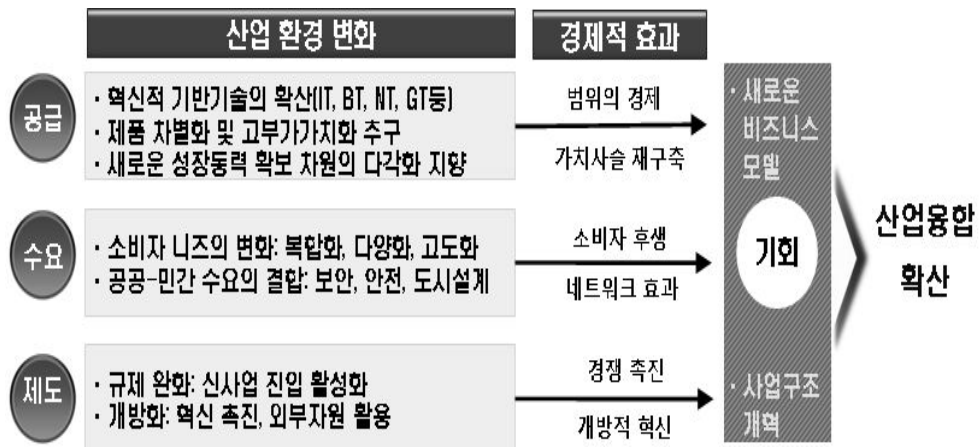 산업 환경 변화
경제적 효과
공급
· 혁신적 기반기술의 확산(IT, BT, NT, GT등)
· 제품 차별화 및 고부가가치화 추구
· 새로운 성장동력 확보 차원의 다각화 지향
범위의 경제
가치사슬 재구축
수요
· 소비자 니즈의 변화: 복합화, 다양화, 고도화
· 공공-민간 수요의 결합: 보안, 안전, 도시설계
소비자 후생
네트워크 효과
제도
· 규제 완화: 신사업 진입 활성화
· 개방화: 혁신 촉진, 외부자원 활용
경쟁 촉진
개방적 혁신
· 새로운
비즈니스
모델
기회
· 사업구조
개혁
산업융합
확산